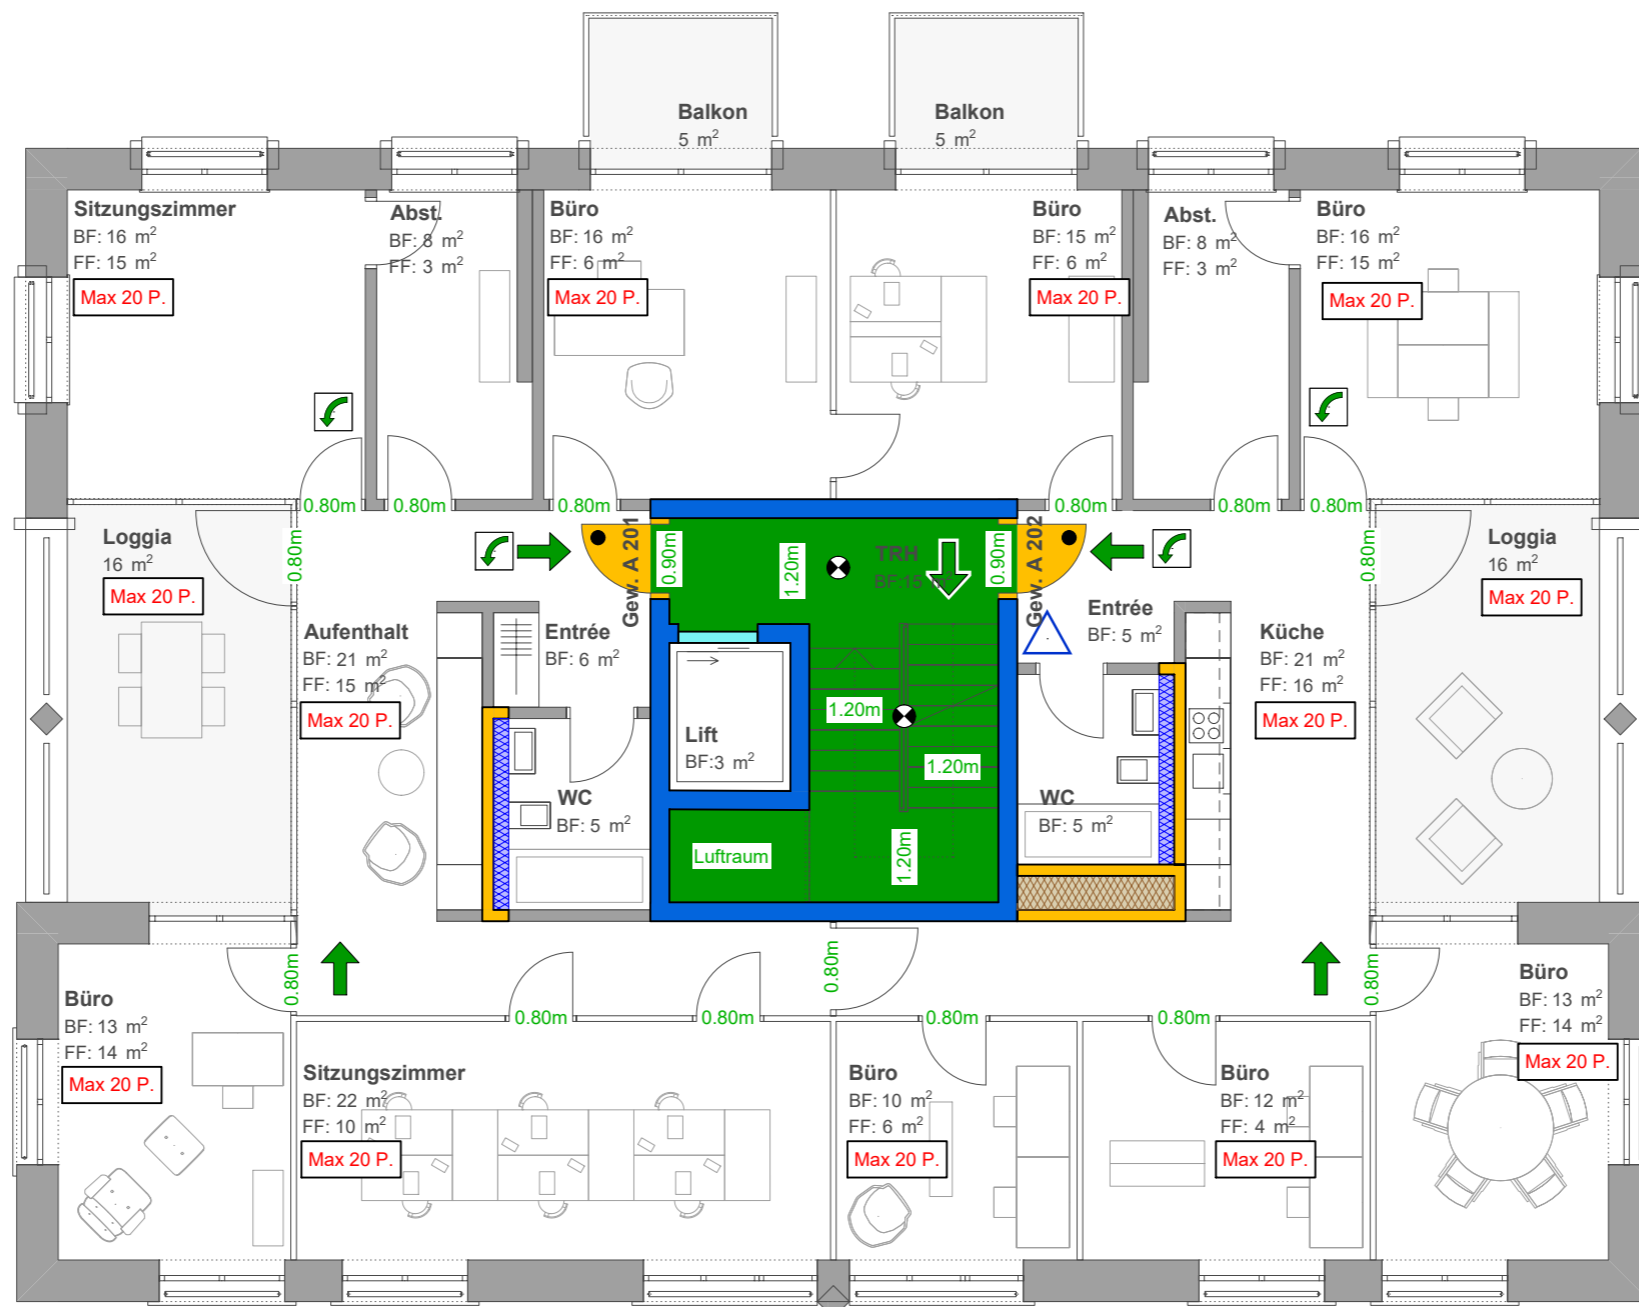 Balkon
5 m²
Balkon
5 m²
Sitzungszimmer
BF: 16 m²
FF: 15 m²
Max 20 P.
Abst.
BF: 8 m²
FF: 3 m²
Büro
BF: 16 m²
FF: 6 m²
Max 20 P.
Büro
BF: 15 m²
FF: 6 m²
Max 20 P.
Abst.
BF: 8 m²
FF: 3 m²
Büro
BF: 16 m²
FF: 15 m²
Max 20 P.
0.80m
0.80m
0.80m
0.80m
0.80m
0.80m
Loggia
16 m²
Max 20 P.
0.80m
Gew. A 201
0.90m
1.20m
TRH
BF:15 m²
0.90m
Gew. A 202
0.80m
Loggia
16 m²
Max 20 P.
Aufenthalt
BF: 21 m²
FF: 15 m²
Max 20 P.
Entrée
BF: 6 m²
Entrée
BF: 5 m²
Küche
BF: 21 m²
FF: 16 m²
Max 20 P.
Lift
BF:3 m²
1.20m
1.20m
WC
BF: 5 m²
WC
BF: 5 m²
Luftraum
1.20m
0.80m
0.80m
0.80m
Büro
BF: 13 m²
FF: 14 m²
Max 20 P.
0.80m
0.80m
0.80m
0.80m
Büro
BF: 13 m²
FF: 14 m²
Max 20 P.
Sitzungszimmer
BF: 22 m²
FF: 10 m²
Max 20 P.
Büro
BF: 10 m²
FF: 6 m²
Max 20 P.
Büro
BF: 12 m²
FF: 4 m²
Max 20 P.